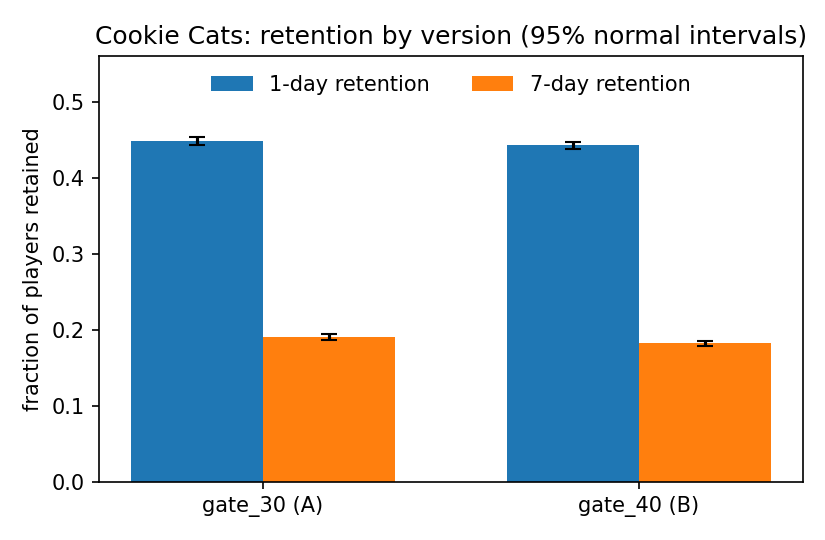 Cookie Cats: retention by version (95% normal intervals)
1-day retention
7-day retention
fraction of players retained
0.5
0.4
0.3
0.2
0.1
0.0
gate_30 (A)
gate_40 (B)